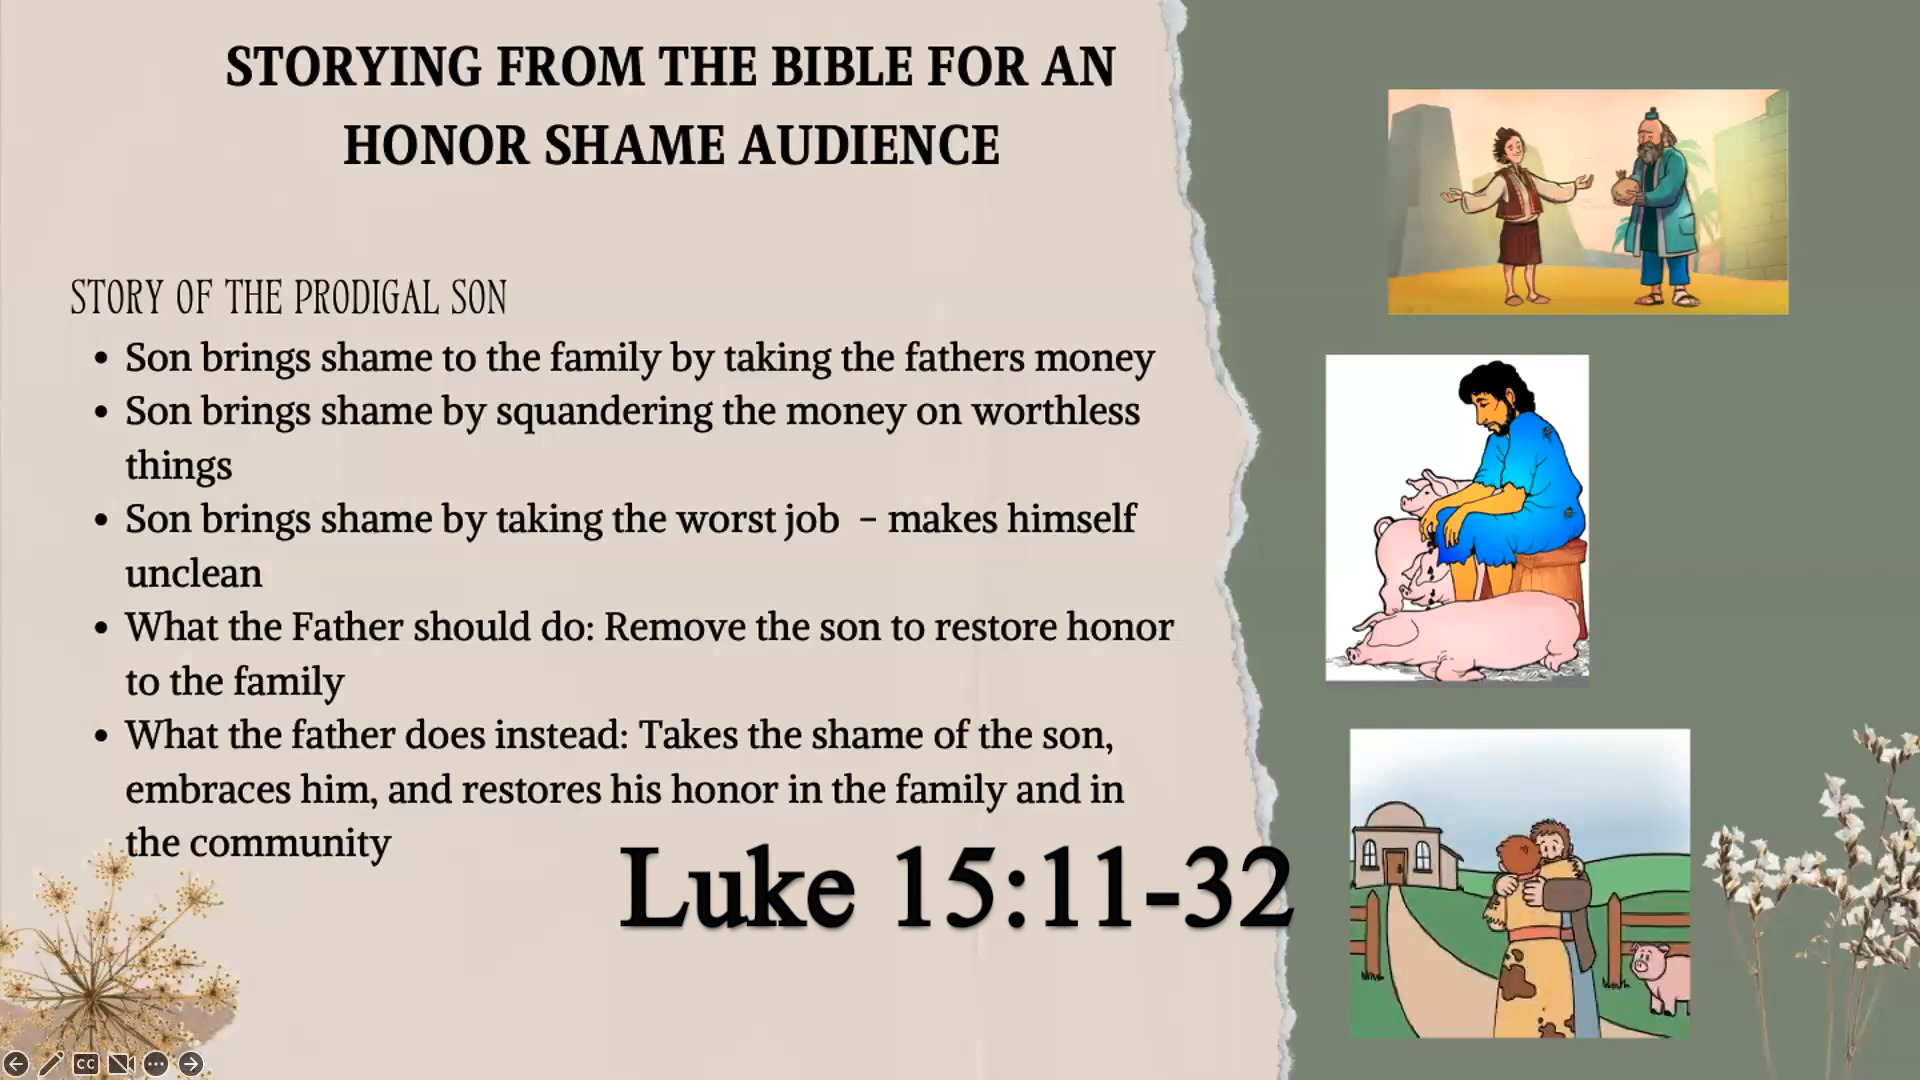 STORYING FROM THE BIBLE FOR AN
HONOR SHAME AUDIENCE
STORY OF THE PRODIGAL SON
• Son brings shame to the family by taking the fathers money
• Son brings shame by squandering the money on worthless
things
• Son brings shame by taking the worst job – makes himself
unclean
• What the Father should do: Remove the son to restore honor
to the family
• What the father does instead: Takes the shame of the son,
embraces him, and restores his honor in the family and in
the community
Luke 15:11-32
CC